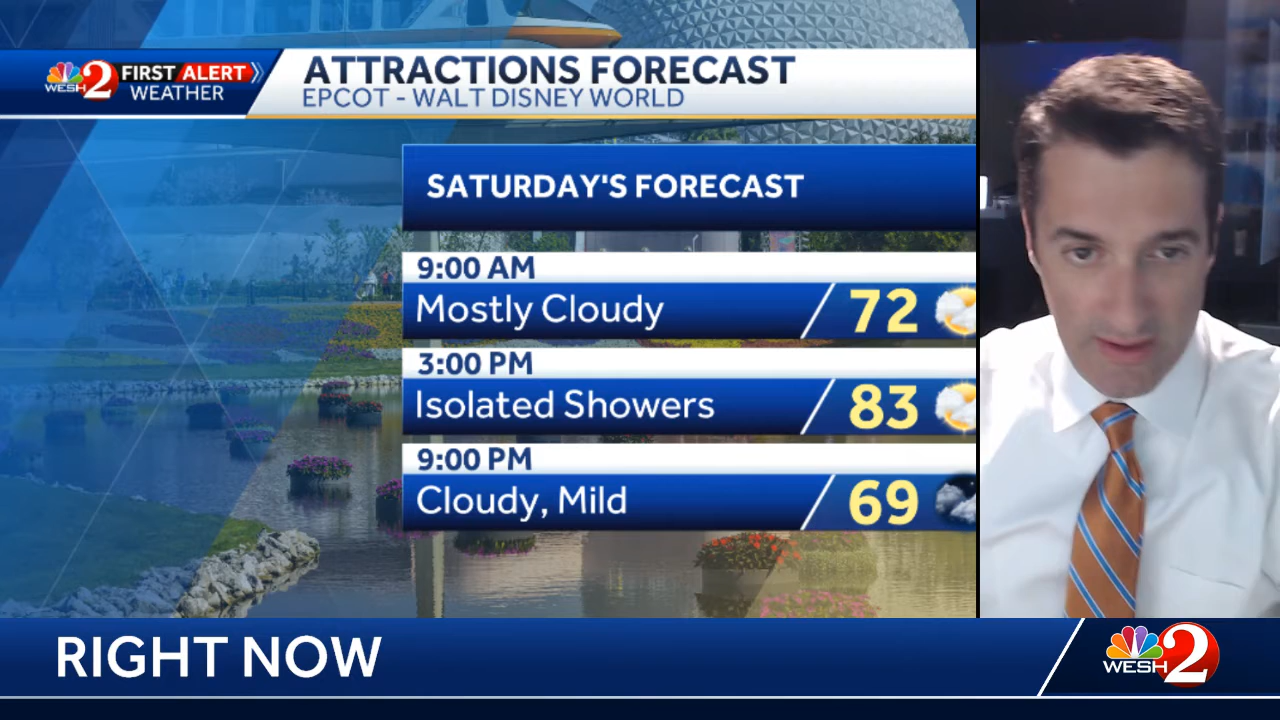 WESH 2 FIRST ALERT
WEATHER
ATTRACTIONS FORECAST
EPCOT - WALT DISNEY WORLD
SATURDAY'S FORECAST
9:00 AM
Mostly Cloudy 72
3:00 PM
Isolated Showers 83
9:00 PM
Cloudy, Mild 69
RIGHT NOW
WESH 2